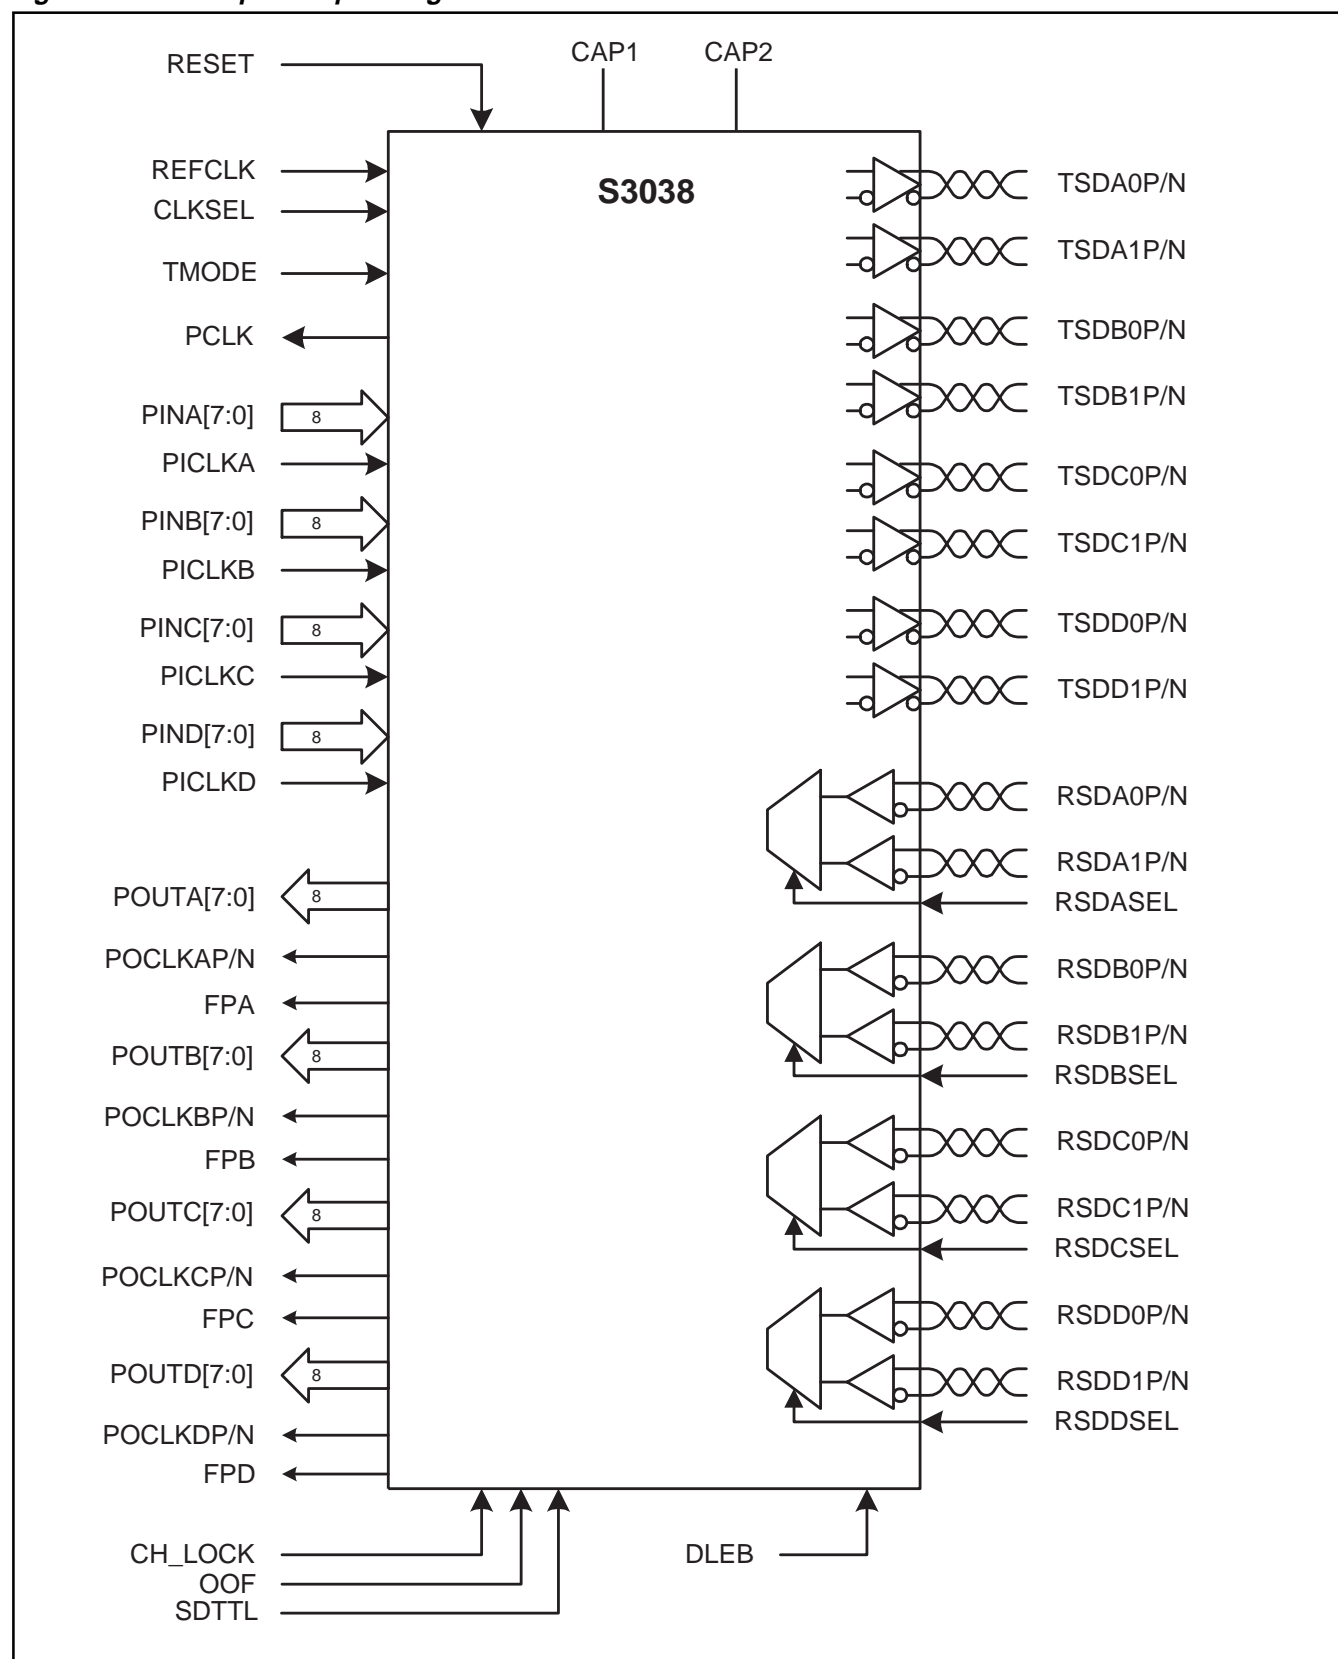 RESET
CAP1
CAP2
REFCLK
CLKSEL
TMODE
PCLK
PINA[7:0]
8
PICLKA
PINB[7:0]
8
PICLKB
PINC[7:0]
8
PICLKC
PIND[7:0]
8
PICLKD
POUTA[7:0]
8
POCLKAP/N
FPA
POUTB[7:0]
8
POCLKBP/N
FPB
POUTC[7:0]
8
POCLKCP/N
FPC
POUTD[7:0]
8
POCLKDP/N
FPD
CH_LOCK
OOF
SDTTL
DLEB
S3038
TSDA0P/N
TSDA1P/N
TSDB0P/N
TSDB1P/N
TSDC0P/N
TSDC1P/N
TSDD0P/N
TSDD1P/N
RSDA0P/N
RSDA1P/N
RSDASEL
RSDB0P/N
RSDB1P/N
RSDBSEL
RSDC0P/N
RSDC1P/N
RSDCSEL
RSDD0P/N
RSDD1P/N
RSDDSEL